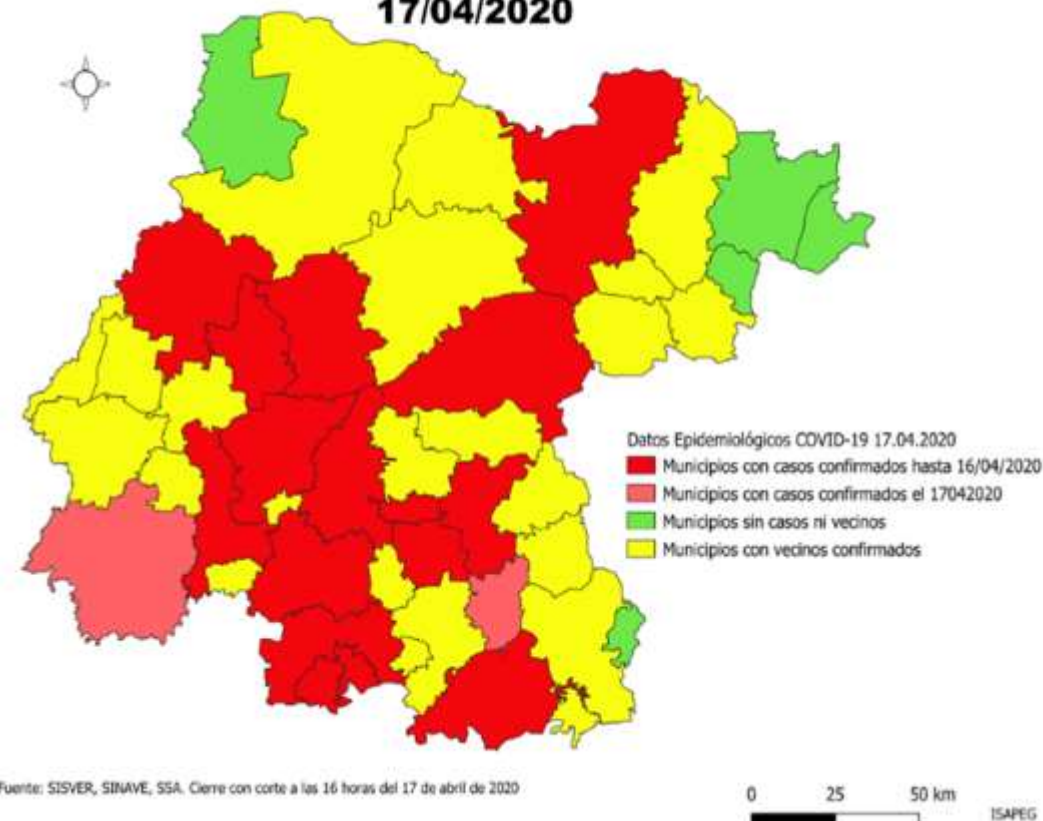 17/04/2020
Datos Epidemiológicos COVID-19 17.04.2020
Municipios con casos confirmados hasta 16/04/2020
Municipios con casos confirmados el 17042020
Municipios sin casos ni vecinos
Municipios con vecinos confirmados
Fuente: SISVER, SINAVE, SSA. Cierre con corte a las 16 horas del 17 de abril de 2020
0 25 50 km
ISAPEG